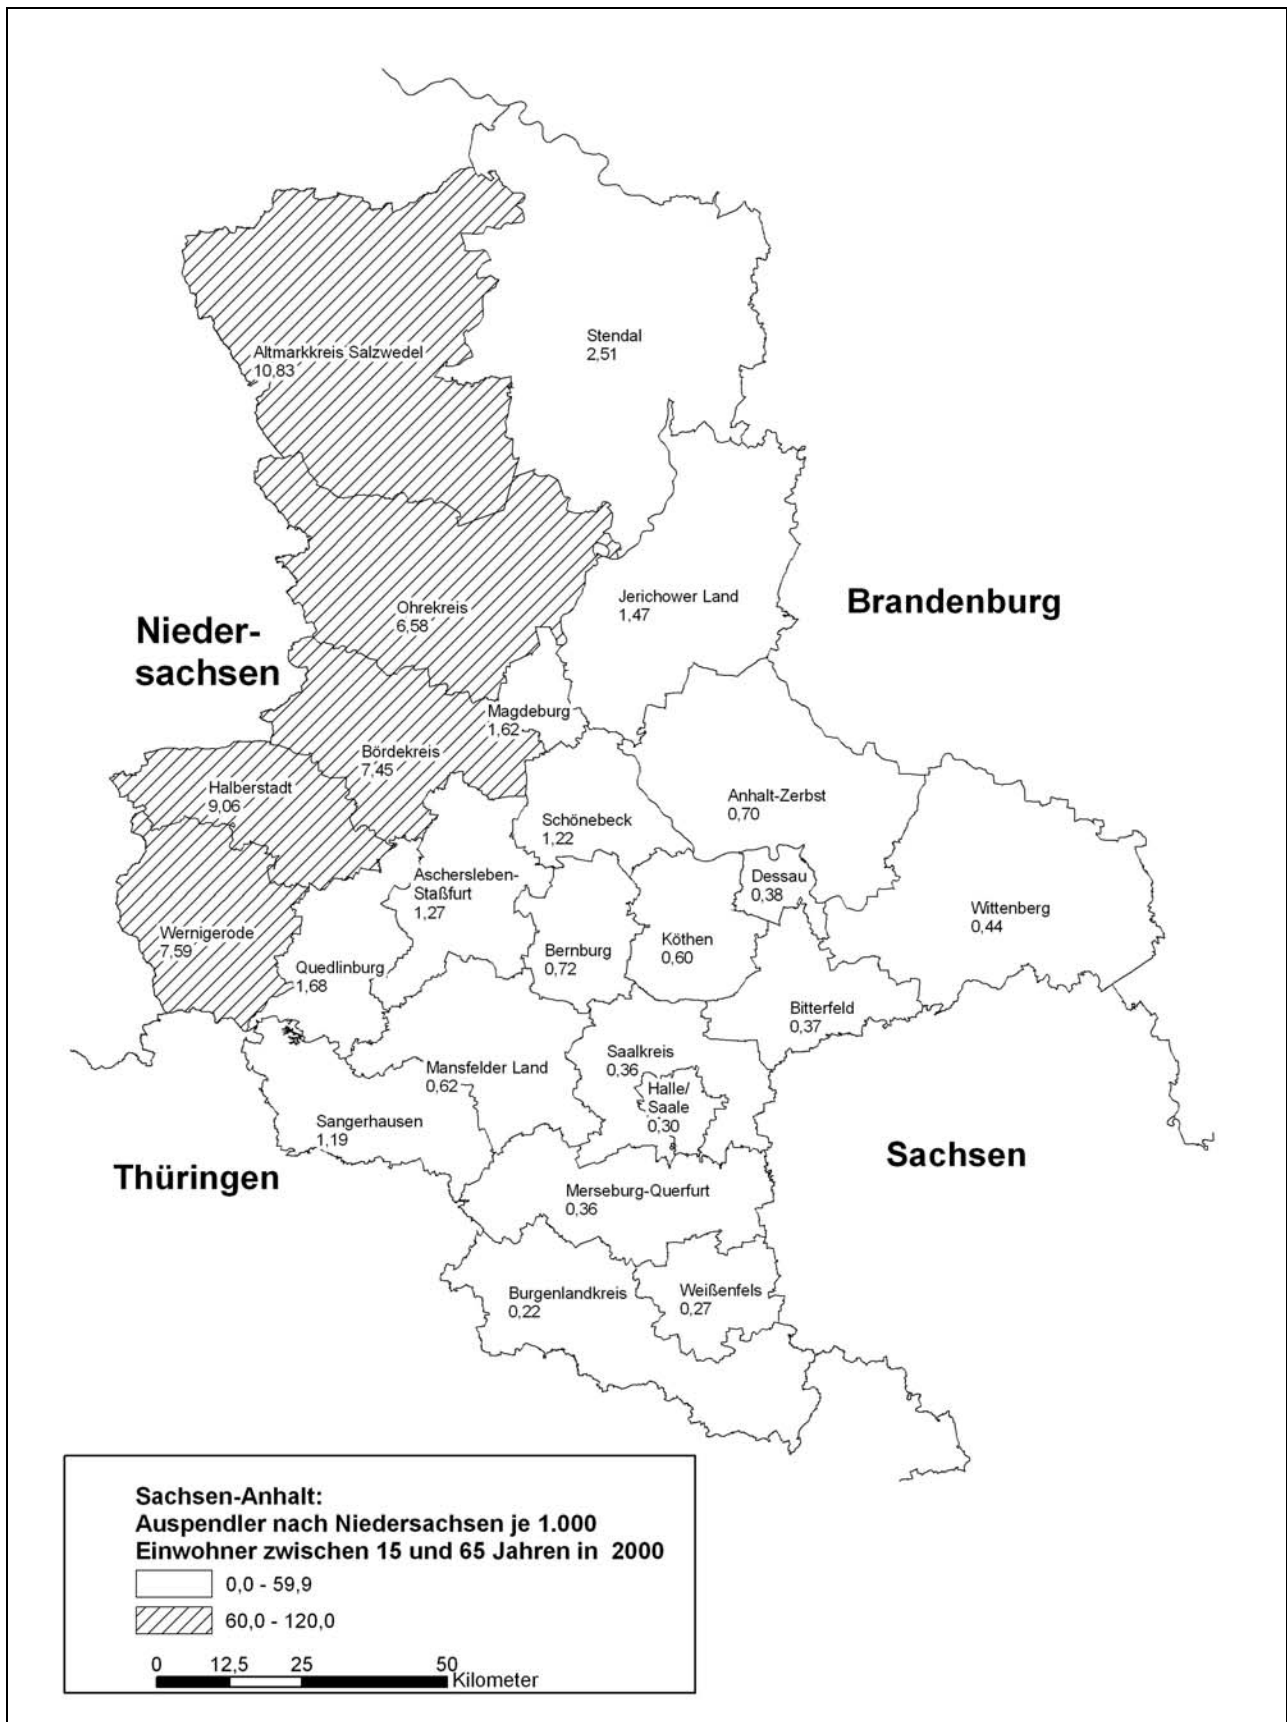 Stendal
2,51
Altmarkkreis Salzwedel
10,83
Jerichower Land
1,47
Brandenburg
Ohrekreis
6,58
Nieder-
sachsen
Magdeburg
1,62
Bördekreis
7,45
Halberstadt
9,06
Anhalt-Zerbst
0,70
Schönebeck
1,22
Aschersleben-
Staßfurt
1,27
Dessau
0,38
Wittenberg
0,44
Wernigerode
7,59
Köthen
0,60
Bernburg
0,72
Quedlinburg
1,68
Bitterfeld
0,37
Saalkreis
0,36
Mansfelder Land
0,62
Halle/
Saale
0,30
Sangerhausen
1,19
Sachsen
Thüringen
Merseburg-Querfurt
0,36
Burgenlandkreis
0,22
Weißenfels
0,27
Sachsen-Anhalt:
Auspendler nach Niedersachsen je 1.000
Einwohner zwischen 15 und 65 Jahren in 2000
0,0 - 59,9
60,0 - 120,0
0 12,5 25 50
Kilometer